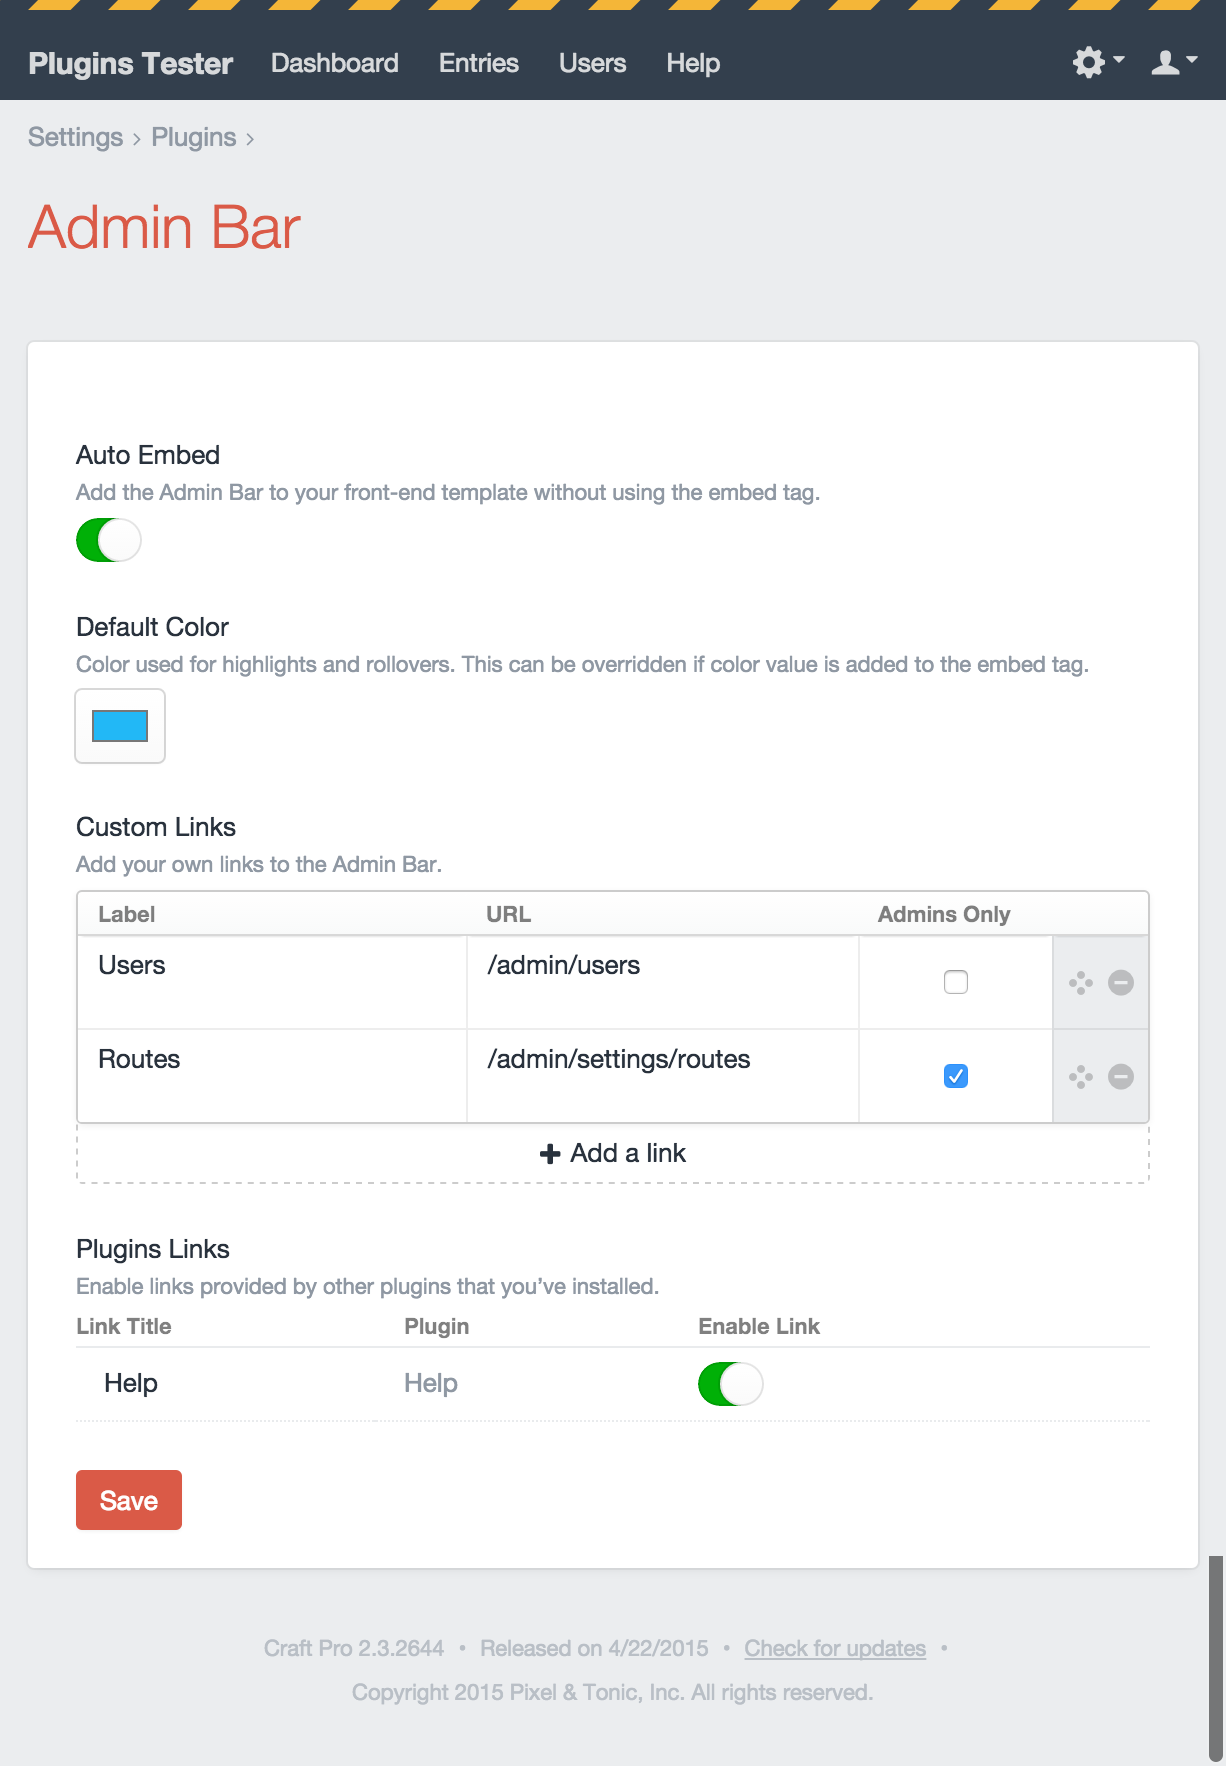 Plugins Tester Dashboard Entries Users Help
Settings › Plugins ›
Admin Bar
Auto Embed
Add the Admin Bar to your front-end template without using the embed tag.
Default Color
Color used for highlights and rollovers. This can be overridden if color value is added to the embed tag.
Custom Links
Add your own links to the Admin Bar.
Label URL Admins Only
Users /admin/users
Routes /admin/settings/routes
Add a link
Plugins Links
Enable links provided by other plugins that you’ve installed.
Link Title Plugin Enable Link
Help Help
Save
Craft Pro 2.3.2644 • Released on 4/22/2015 • Check for updates •
Copyright 2015 Pixel & Tonic, Inc. All rights reserved.